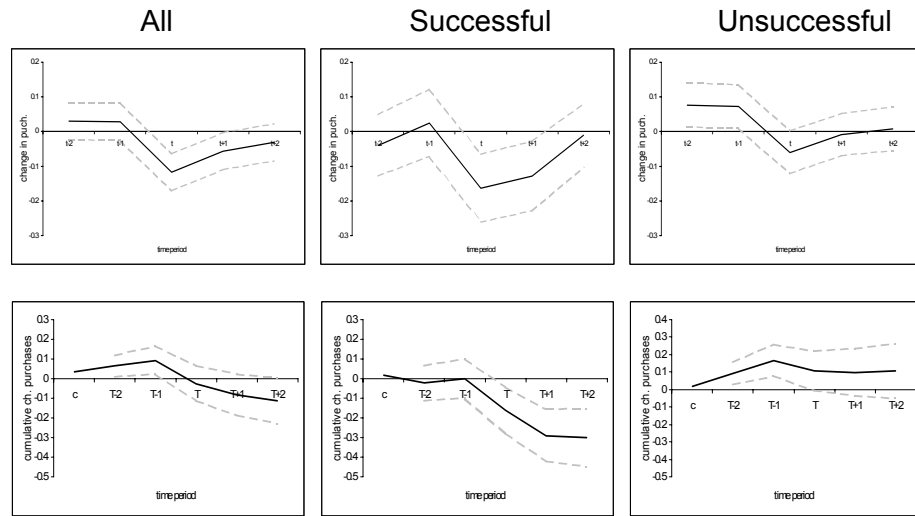 All
Successful
Unsuccessful
0.2
0.1
0
-0.1
-0.2
-0.3
change in puch.
t-2 t-1 t t+1 t+2
time period
0.2
0.1
0
-0.1
-0.2
-0.3
change in puch.
t-2 t-1 t t+1 t+2
time period
0.2
0.1
0
-0.1
-0.2
-0.3
change in puch.
t-2 t-1 t t+1 t+2
time period
0.3
0.2
0.1
0
-0.1
-0.2
-0.3
-0.4
-0.5
cumulative ch. purchases
c T-2 T-1 T T+1 T+2
time period
0.3
0.2
0.1
0
-0.1
-0.2
-0.3
-0.4
-0.5
cumulative ch. purchases
c T-2 T-1 T T+1 T+2
time period
0.4
0.3
0.2
0.1
0
-0.1
-0.2
-0.3
-0.4
-0.5
cumulative ch. purchases
c T-2 T-1 T T+1 T+2
time period